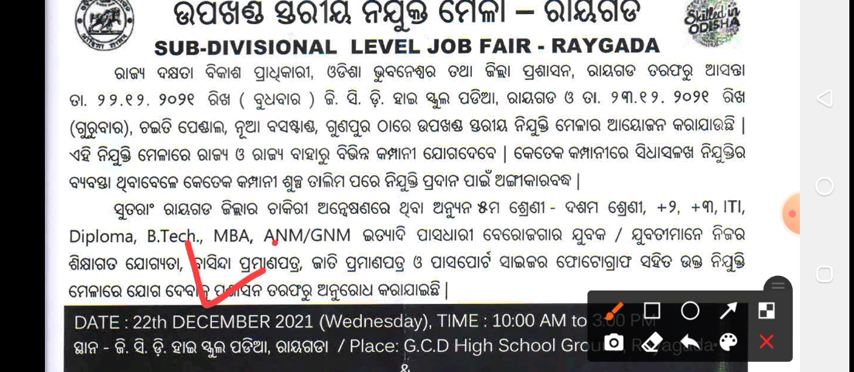 ଉପଖଣ୍ଡ ସ୍ତରୀୟ ନିଯୁକ୍ତି ମେଳା – ରାୟଗଡ
Skilled in
ODISHA
SUB-DIVISIONAL LEVEL JOB FAIR - RAYGADA
ରାଜ୍ୟ ଦକ୍ଷତା ବିକାଶ ପ୍ରାଧିକାରୀ, ଓଡିଶା ଭୁବନେଶ୍ୱର ତଥା ଜିଲ୍ଲା ପ୍ରଶାସନ, ରାୟଗଡ ତରଫରୁ ଆସନ୍ତା
ତା. ୨୨.୧୨. ୨୦୨୧ ରିଖ ( ବୁଧବାର ) ଜି. ସି. ଡ଼ି. ହାଇ ସ୍କୁଲ ପଡିଆ, ରାୟଗଡ ଓ ତା. ୨୩.୧୨. ୨୦୨୧ ରିଖ
(ଗୁରୁବାର), ଚଇତି ପେଣ୍ଡାଲ, ନୂଆ ବସଷ୍ଟାଣ୍ଡ, ଗୁଣପୁର ଠାରେ ଉପଖଣ୍ଡ ସ୍ତରୀୟ ନିଯୁକ୍ତି ମେଳାର ଆୟୋଜନ କରାଯାଉଛି |
ଏହି ନିଯୁକ୍ତି ମେଳାରେ ରାଜ୍ୟ ଓ ରାଜ୍ୟ ବାହାରୁ ବିଭିନ୍ନ କମ୍ପାନୀ ଯୋଗଦେବେ | କେତେକ କମ୍ପାନୀରେ ସିଧାସଳଖ ନିଯୁକ୍ତିର
ବ୍ୟବସ୍ଥା ଥିବାବେଳେ କେତେକ କମ୍ପାନୀ ଶୁଳ୍କ ତାଲିମ ପରେ ନିଯୁକ୍ତି ପ୍ରଦାନ ପାଇଁ ଅଙ୍ଗୀକାରବଦ୍ଧ |
ସୁତରାଂ ରାୟଗଡ ଜିଲ୍ଲାର ଚାକିରୀ ଅନ୍ୱେଷଣରେ ଥିବା ଅନ୍ୟୁନ ୫ମ ଶ୍ରେଣୀ - ଦଶମ ଶ୍ରେଣୀ, +୨, +୩, ITI,
Diploma, B.Tech., MBA, ANM/GNM ଇତ୍ୟାଦି ପାସଧାରୀ ବେରୋଜଗାର ଯୁବକ / ଯୁବତୀମାନେ ନିଜର
ଶିକ୍ଷାଗତ ଯୋଗ୍ୟତା, ବାସିନ୍ଦା ପ୍ରମାଣପତ୍ର, ଜାତି ପ୍ରମାଣପତ୍ର ଓ ପାସପୋର୍ଟ ସାଇଜର ଫୋଟୋଗ୍ରାଫ ସହିତ ଉକ୍ତ ନିଯୁକ୍ତି
ମେଳାରେ ଯୋଗ ଦେବାକୁ ପ୍ରଶାସନ ତରଫରୁ ଅନୁରୋଧ କରାଯାଇଛି |
DATE : 22th DECEMBER 2021 (Wednesday), TIME : 10:00 AM to 3:00 PM
ସ୍ଥାନ - ଜି. ସି. ଡ଼ି. ହାଇ ସ୍କୁଲ ପଡିଆ, ରାୟଗଡା / Place: G.C.D High School Ground, Rayagada
&